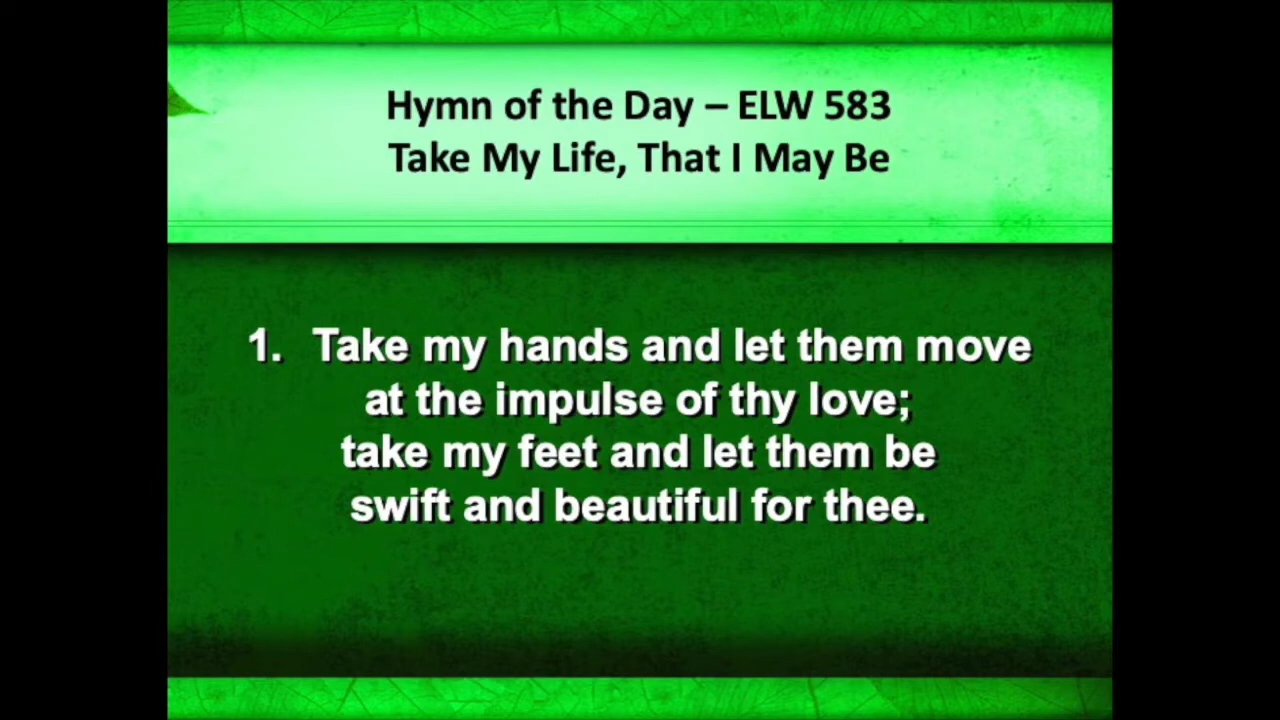 Hymn of the Day – ELW 583
Take My Life, That I May Be
1. Take my hands and let them move
at the impulse of thy love;
take my feet and let them be
swift and beautiful for thee.